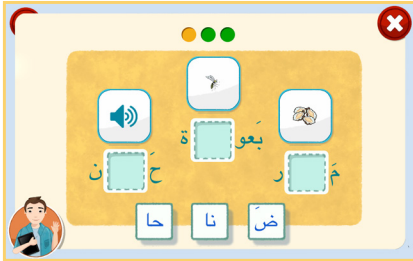 بَعو ة
مَ ر
حَ ن
ضَ
نا
حا